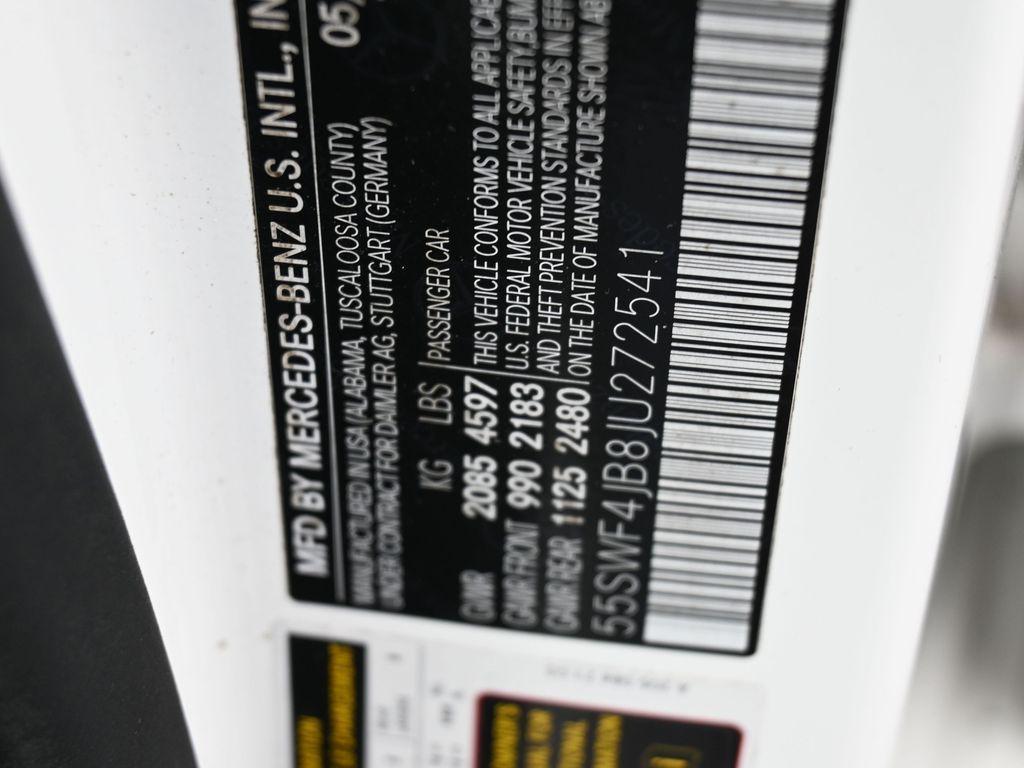 MFD BY MERCEDES-BENZ U.S. INTL., IN
05/
MANUFACTURED IN USA (ALABAMA, TUSCALOOSA COUNTY)
UNDER CONTRACT FOR DAIMLER AG, STUTTGART (GERMANY)
KG LBS PASSENGER CAR
GVWR 2085 4597 THIS VEHICLE CONFORMS TO ALL APPLICAB
GAWR FRONT 990 2183 U.S. FEDERAL MOTOR VEHICLE SAFETY, BUM
GAWR REAR 1125 2480 AND THEFT PREVENTION STANDARDS IN EFF
ON THE DATE OF MANUFACTURE SHOWN AB
55SWF4JB8JU272541